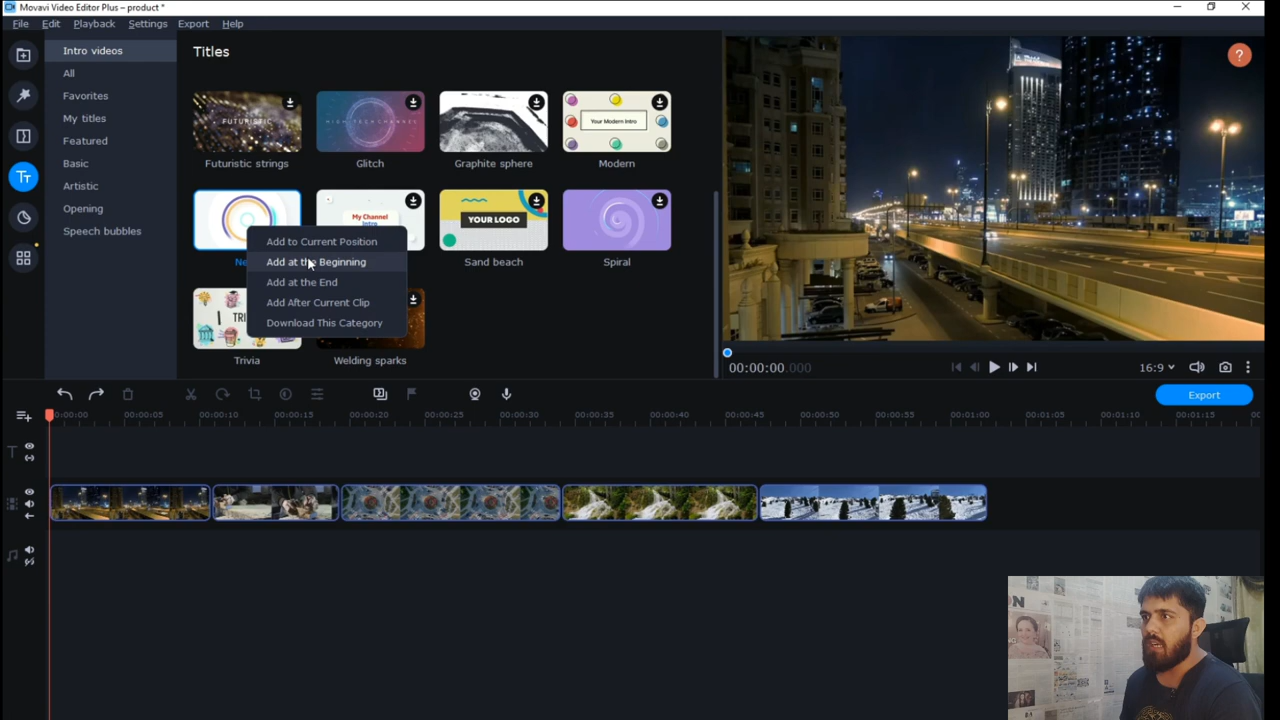 Movavi Video Editor Plus – product *
File Edit Playback Settings Export Help
Intro videos
All
Favorites
My titles
Featured
Basic
Artistic
Opening
Speech bubbles
Titles
FUTURISTIC
HIGH TECH CHANNEL
Your Modern Intro
Futuristic strings
Glitch
Graphite sphere
Modern
My Channel
Intro
YOUR LOGO
Ne
Sand beach
Spiral
TRI
Trivia
Welding sparks
Add to Current Position
Add at the Beginning
Add at the End
Add After Current Clip
Download This Category
?
00:00:00.000
16:9
Export
0:00:00 00:00:05 00:00:10 00:00:15 00:00:20 00:00:25 00:00:30 00:00:35 00:00:40 00:00:45 00:00:50 00:00:55 00:01:00 00:01:05 00:01:10 00:01:15 00:
ON